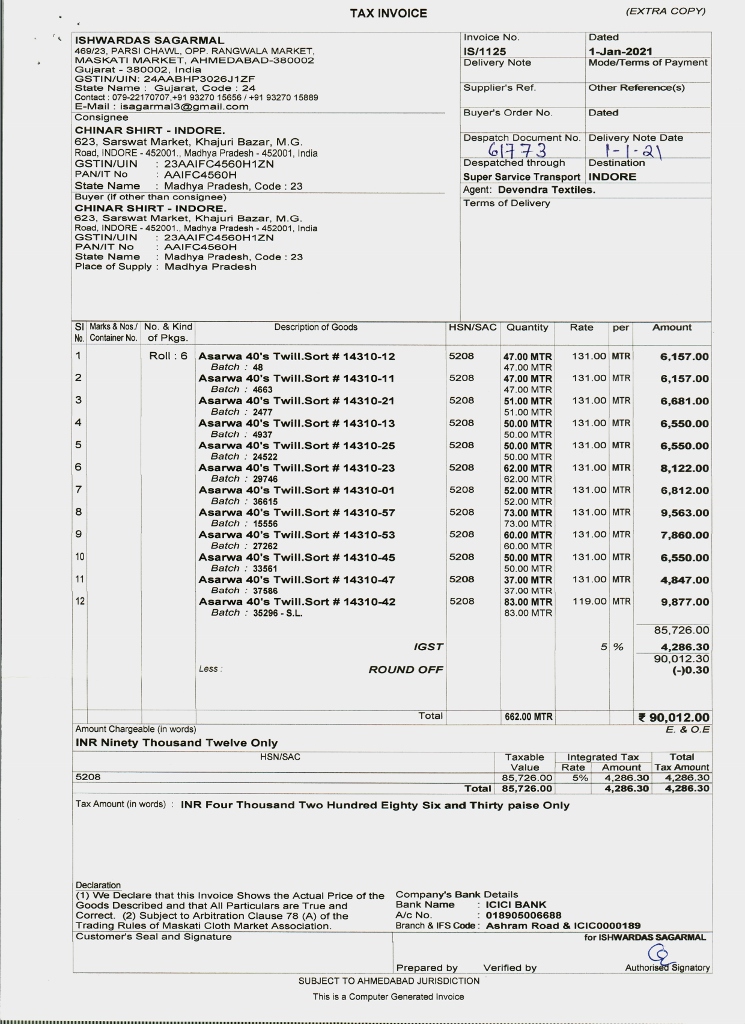 TAX INVOICE
(EXTRA COPY)
ISHWARDAS SAGARMAL
469/23, PARSI CHAWL, OPP. RANGWALA MARKET,
MASKATI MARKET, AHMEDABAD-380002
Gujarat - 380002, India
GSTIN/UIN: 24AABHP3026J1ZF
State Name : Gujarat, Code : 24
Contact : 079-22170707,+91 93270 15656 / +91 93270 15889
E-Mail : isagarmal3@gmail.com
Invoice No.
IS/1125
Dated
1-Jan-2021
Delivery Note
Mode/Terms of Payment
Supplier's Ref.
Other Reference(s)
Buyer's Order No.
Dated
Despatch Document No.
61773
Delivery Note Date
1-1-21
Despatched through
Super Service Transport
Destination
INDORE
Agent: Devendra Textiles.
Terms of Delivery
Consignee
CHINAR SHIRT - INDORE.
623, Sarswat Market, Khajuri Bazar, M.G.
Road, INDORE - 452001., Madhya Pradesh - 452001, India
GSTIN/UIN : 23AAIFC4560H1ZN
PAN/IT No : AAIFC4560H
State Name : Madhya Pradesh, Code : 23
Buyer (if other than consignee)
CHINAR SHIRT - INDORE.
623, Sarswat Market, Khajuri Bazar, M.G.
Road, INDORE - 452001., Madhya Pradesh - 452001, India
GSTIN/UIN : 23AAIFC4560H1ZN
PAN/IT No : AAIFC4560H
State Name : Madhya Pradesh, Code : 23
Place of Supply : Madhya Pradesh
Sl Marks & Nos./ No. & Kind Description of Goods HSN/SAC Quantity Rate per Amount
No. Container No. of Pkgs.
1 Roll : 6 Asarwa 40's Twill.Sort # 14310-12 5208 47.00 MTR 131.00 MTR 6,157.00
Batch : 48 47.00 MTR
2 Asarwa 40's Twill.Sort # 14310-11 5208 47.00 MTR 131.00 MTR 6,157.00
Batch : 4663 47.00 MTR
3 Asarwa 40's Twill.Sort # 14310-21 5208 51.00 MTR 131.00 MTR 6,681.00
Batch : 2477 51.00 MTR
4 Asarwa 40's Twill.Sort # 14310-13 5208 50.00 MTR 131.00 MTR 6,550.00
Batch : 4937 50.00 MTR
5 Asarwa 40's Twill.Sort # 14310-25 5208 50.00 MTR 131.00 MTR 6,550.00
Batch : 24522 50.00 MTR
6 Asarwa 40's Twill.Sort # 14310-23 5208 62.00 MTR 131.00 MTR 8,122.00
Batch : 29746 62.00 MTR
7 Asarwa 40's Twill.Sort # 14310-01 5208 52.00 MTR 131.00 MTR 6,812.00
Batch : 36615 52.00 MTR
8 Asarwa 40's Twill.Sort # 14310-57 5208 73.00 MTR 131.00 MTR 9,563.00
Batch : 15556 73.00 MTR
9 Asarwa 40's Twill.Sort # 14310-53 5208 60.00 MTR 131.00 MTR 7,860.00
Batch : 27262 60.00 MTR
10 Asarwa 40's Twill.Sort # 14310-45 5208 50.00 MTR 131.00 MTR 6,550.00
Batch : 33561 50.00 MTR
11 Asarwa 40's Twill.Sort # 14310-47 5208 37.00 MTR 131.00 MTR 4,847.00
Batch : 37586 37.00 MTR
12 Asarwa 40's Twill.Sort # 14310-42 5208 83.00 MTR 119.00 MTR 9,877.00
Batch : 35296 - S.L. 83.00 MTR
85,726.00
IGST 5 % 4,286.30
90,012.30
Less : ROUND OFF (-)0.30
Total 662.00 MTR ₹ 90,012.00
Amount Chargeable (in words) E. & O.E
INR Ninety Thousand Twelve Only
HSN/SAC Taxable Integrated Tax Total
Value Rate Amount Tax Amount
5208 85,726.00 5% 4,286.30 4,286.30
Total 85,726.00 4,286.30 4,286.30
Tax Amount (in words) : INR Four Thousand Two Hundred Eighty Six and Thirty paise Only
Declaration
(1) We Declare that this Invoice Shows the Actual Price of the
Goods Described and that All Particulars are True and
Correct. (2) Subject to Arbitration Clause 78 (A) of the
Trading Rules of Maskati Cloth Market Association.
Company's Bank Details
Bank Name : ICICI BANK
A/c No. : 018905006688
Branch & IFS Code : Ashram Road & ICIC0000189
Customer's Seal and Signature
for ISHWARDAS SAGARMAL
Prepared by Verified by Authorised Signatory
SUBJECT TO AHMEDABAD JURISDICTION
This is a Computer Generated Invoice